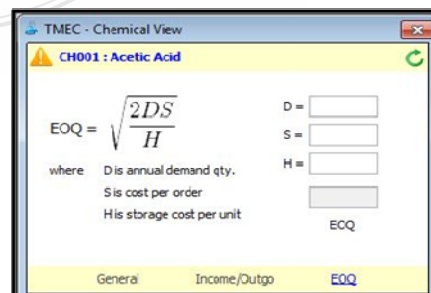 TMEC - Chemical View
CH001 : Acetic Acid
EOQ = √(2DS/H)
D =
S =
H =
where D is annual demand qty.
S is cost per order
H is storage cost per unit
EOQ
General Income/Outgo EOQ